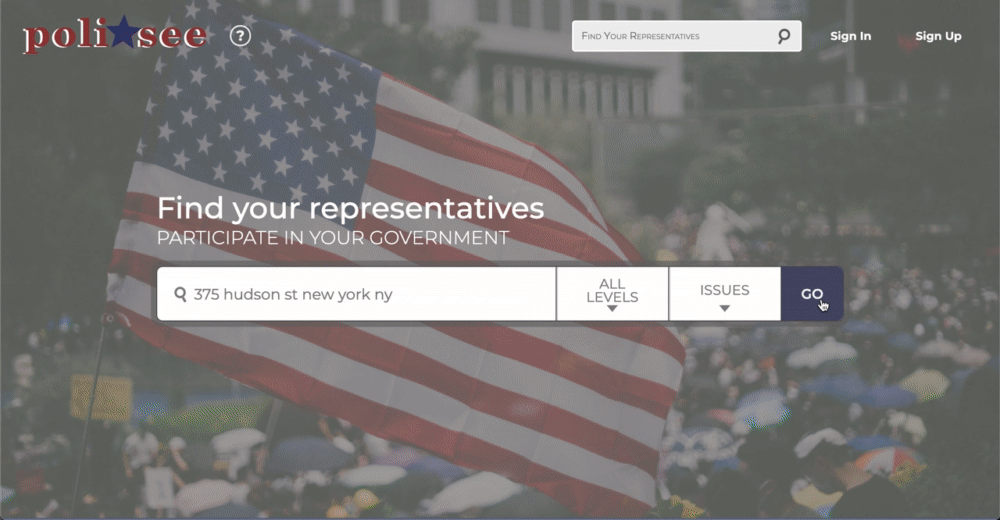 poli★see
?
Find Your Representatives
Sign In
Sign Up
Find your representatives
PARTICIPATE IN YOUR GOVERNMENT
375 hudson st new york ny
ALL
LEVELS
ISSUES
GO